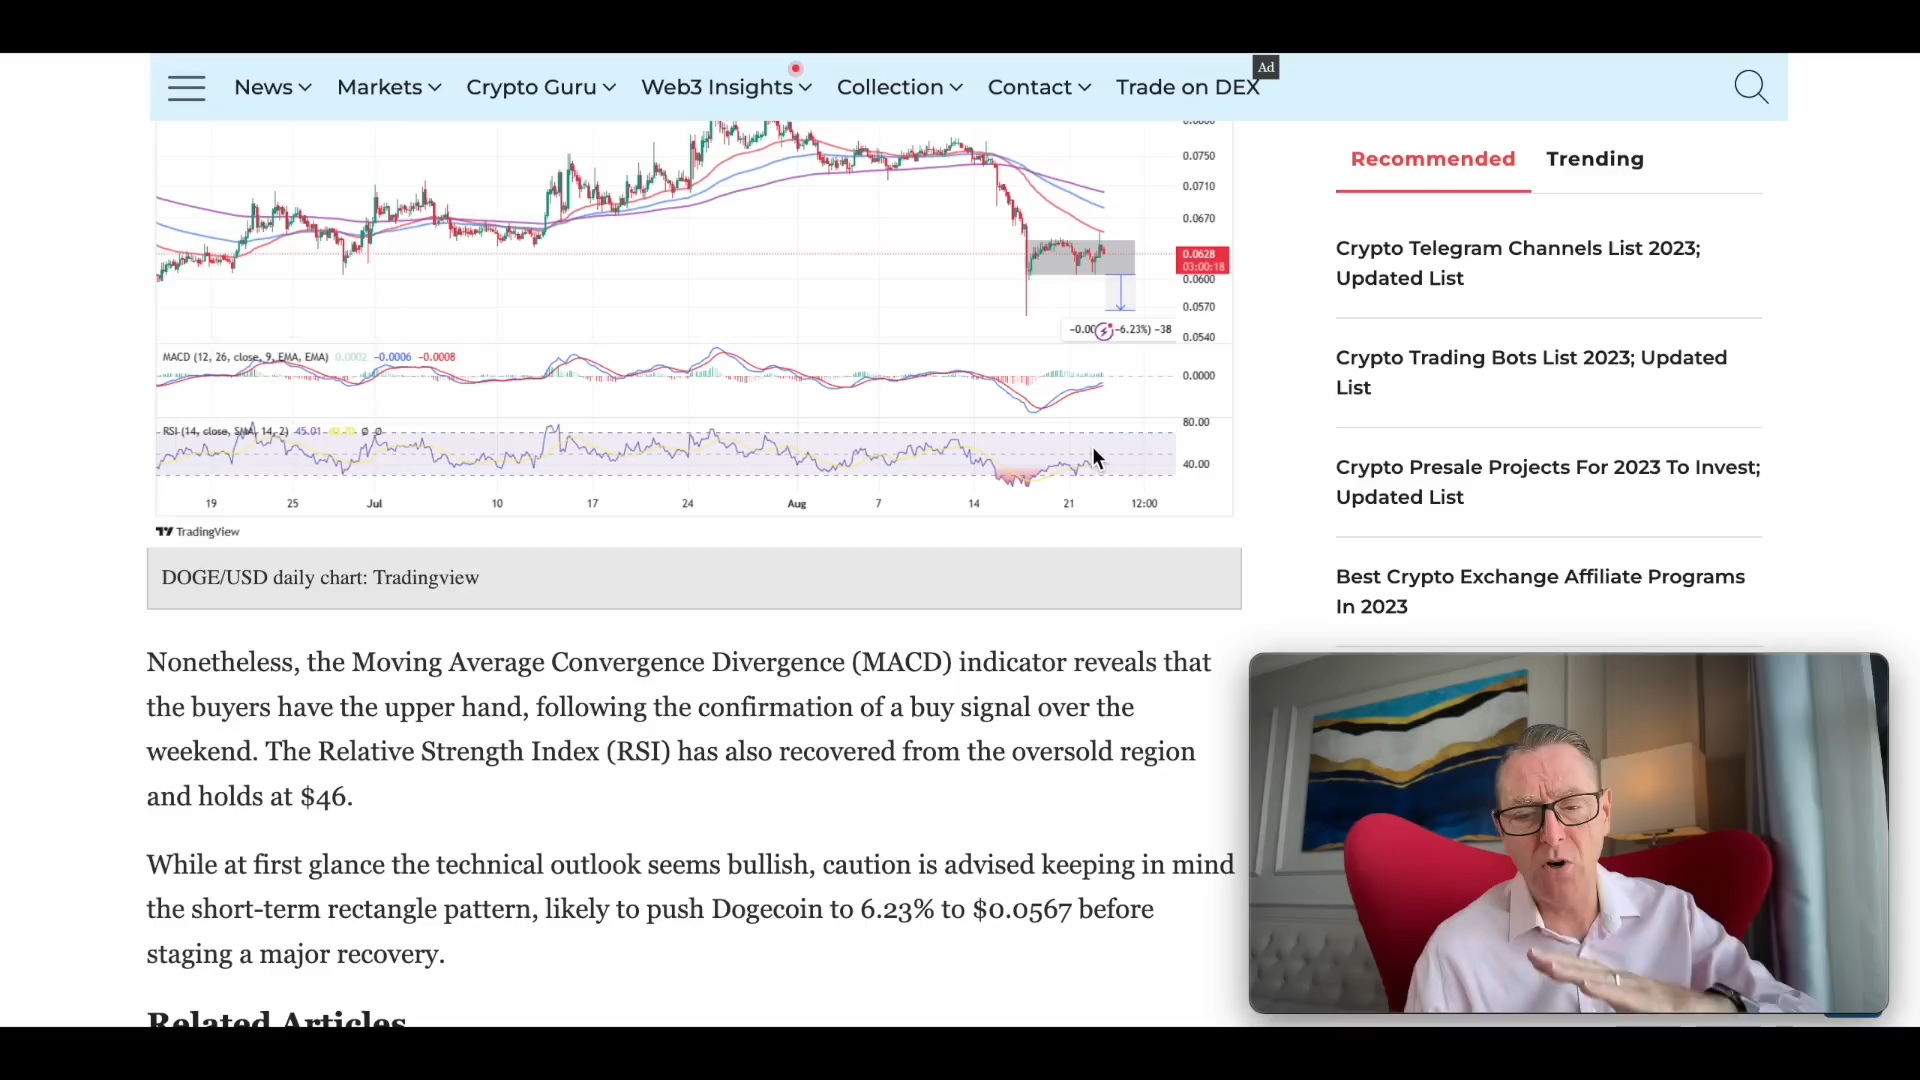 Ad
News Markets Crypto Guru Web3 Insights Collection Contact Trade on DEX
0.0750
0.0710
0.0670
0.0628
03:00:18
0.0600
0.0570
0.0540
-6.23%) −38
MACD (12, 26, close, 9, EMA, EMA) 0.0002 −0.0006 −0.0008
0.0000
RSI (14, close, SMA, 14, 2) 45.01 Ø Ø
80.00
40.00
19 25 Jul 10 17 24 Aug 7 14 21 12:00
TradingView
DOGE/USD daily chart: Tradingview
Nonetheless, the Moving Average Convergence Divergence (MACD) indicator reveals that
the buyers have the upper hand, following the confirmation of a buy signal over the
weekend. The Relative Strength Index (RSI) has also recovered from the oversold region
and holds at $46.
While at first glance the technical outlook seems bullish, caution is advised keeping in mind
the short-term rectangle pattern, likely to push Dogecoin to 6.23% to $0.0567 before
staging a major recovery.
Related Articles
Recommended Trending
Crypto Telegram Channels List 2023;
Updated List
Crypto Trading Bots List 2023; Updated
List
Crypto Presale Projects For 2023 To Invest;
Updated List
Best Crypto Exchange Affiliate Programs
In 2023